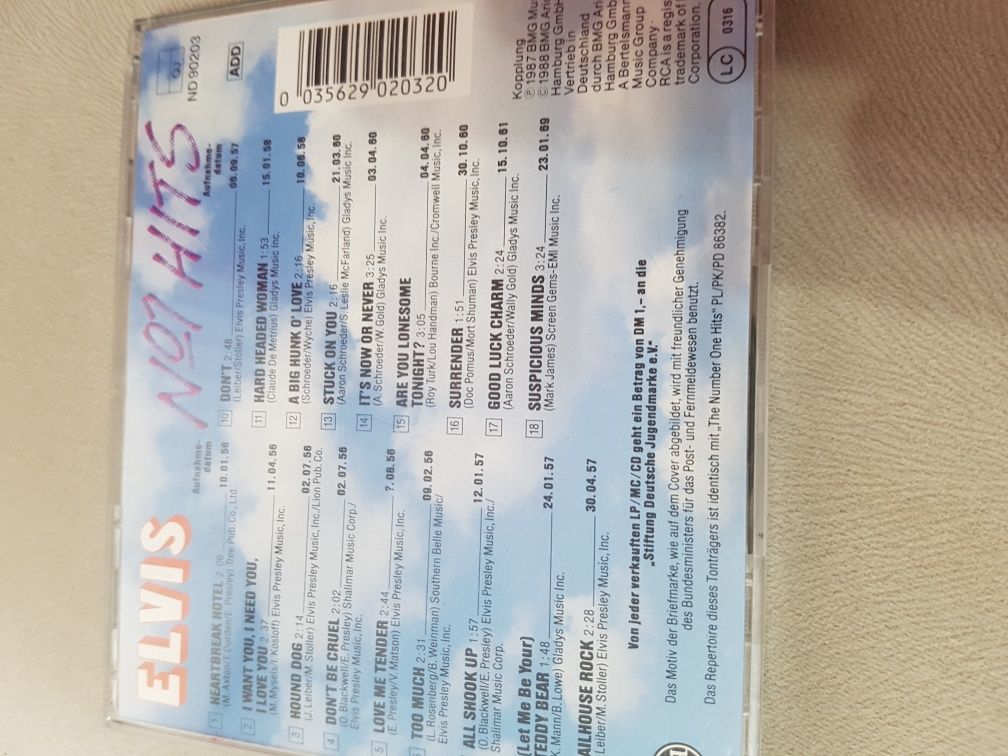 ELVIS
NOT HITS
Aufnahme-
datum
1 HEARTBREAK HOTEL 2:06 10.01.56
(M. Axton/T. Durden/E. Presley) Tree Pub. Co., Ltd.
2 I WANT YOU, I NEED YOU,
I LOVE YOU 2:37 11.04.56
(M. Mysels/I. Kosloff) Elvis Presley Music, Inc.
3 HOUND DOG 2:14 02.07.56
(J. Leiber/M. Stoller) Elvis Presley Music, Inc./Lion Pub. Co.
4 DON'T BE CRUEL 2:02 02.07.56
(O. Blackwell/E. Presley) Shalimar Music Corp./
Elvis Presley Music, Inc.
5 LOVE ME TENDER 2:44 ?.08.56
(E. Presley/V. Matson) Elvis Presley Music, Inc.
TOO MUCH 2:31 09.02.56
(L. Rosenberg/B. Weinman) Southern Belle Music/
Elvis Presley Music, Inc.
ALL SHOOK UP 1:57 12.01.57
(O. Blackwell/E. Presley) Elvis Presley Music, Inc./
Shalimar Music Corp.
(Let Me Be Your)
TEDDY BEAR 1:48 24.01.57
K. Mann/B. Lowe) Gladys Music Inc.
AILHOUSE ROCK 2:28 30.04.57
Leiber/M. Stoller) Elvis Presley Music, Inc.
Aufnahme-
datum
10 DON'T 2:48 06.09.57
(Leiber/Stoller) Elvis Presley Music, Inc.
11 HARD HEADED WOMAN 1:53 15.01.58
(Claude De Metrius) Gladys Music Inc.
12 A BIG HUNK O' LOVE 2:16 10.06.58
(Schroeder/Wyche) Elvis Presley Music, Inc.
13 STUCK ON YOU 2:16 21.03.60
(Aaron Schroeder/S. Leslie McFarland) Gladys Music Inc.
14 IT'S NOW OR NEVER 3:25 03.04.60
(A. Schroeder/W. Gold) Gladys Music Inc.
15 ARE YOU LONESOME
TONIGHT? 3:05 04.04.60
(Roy Turk/Lou Handman) Bourne Inc./Cromwell Music, Inc.
16 SURRENDER 1:51 30.10.60
(Doc Pomus/Mort Shuman) Elvis Presley Music, Inc.
17 GOOD LUCK CHARM 2:24 15.10.61
(Aaron Schroeder/Wally Gold) Gladys Music Inc.
18 SUSPICIOUS MINDS 3:24 23.01.69
(Mark James) Screen Gems-EMI Music Inc.
ND 90203
ADD
0 035629 020320
Kopplung
℗ 1987 BMG Mu
© 1988 BMG Ari
Hamburg GmbH
Vertrieb in
Deutschland
durch BMG Ari
Hamburg Gmb
A Bertelsmann
Music Group
Company·
RCA is a regis
trademark of
Corporation.
LC 0316
Von jeder verkauften LP/MC/CD geht ein Betrag von DM 1,– an die
„Stiftung Deutsche Jugendmarke e.V."
Das Motiv der Briefmarke, wie auf dem Cover abgebildet, wird mit freundlicher Genehmigung
des Bundesministers für das Post- und Fernmeldewesen benutzt.
Das Repertoire dieses Tonträgers ist identisch mit „The Number One Hits" PL/PK/PD 86382.